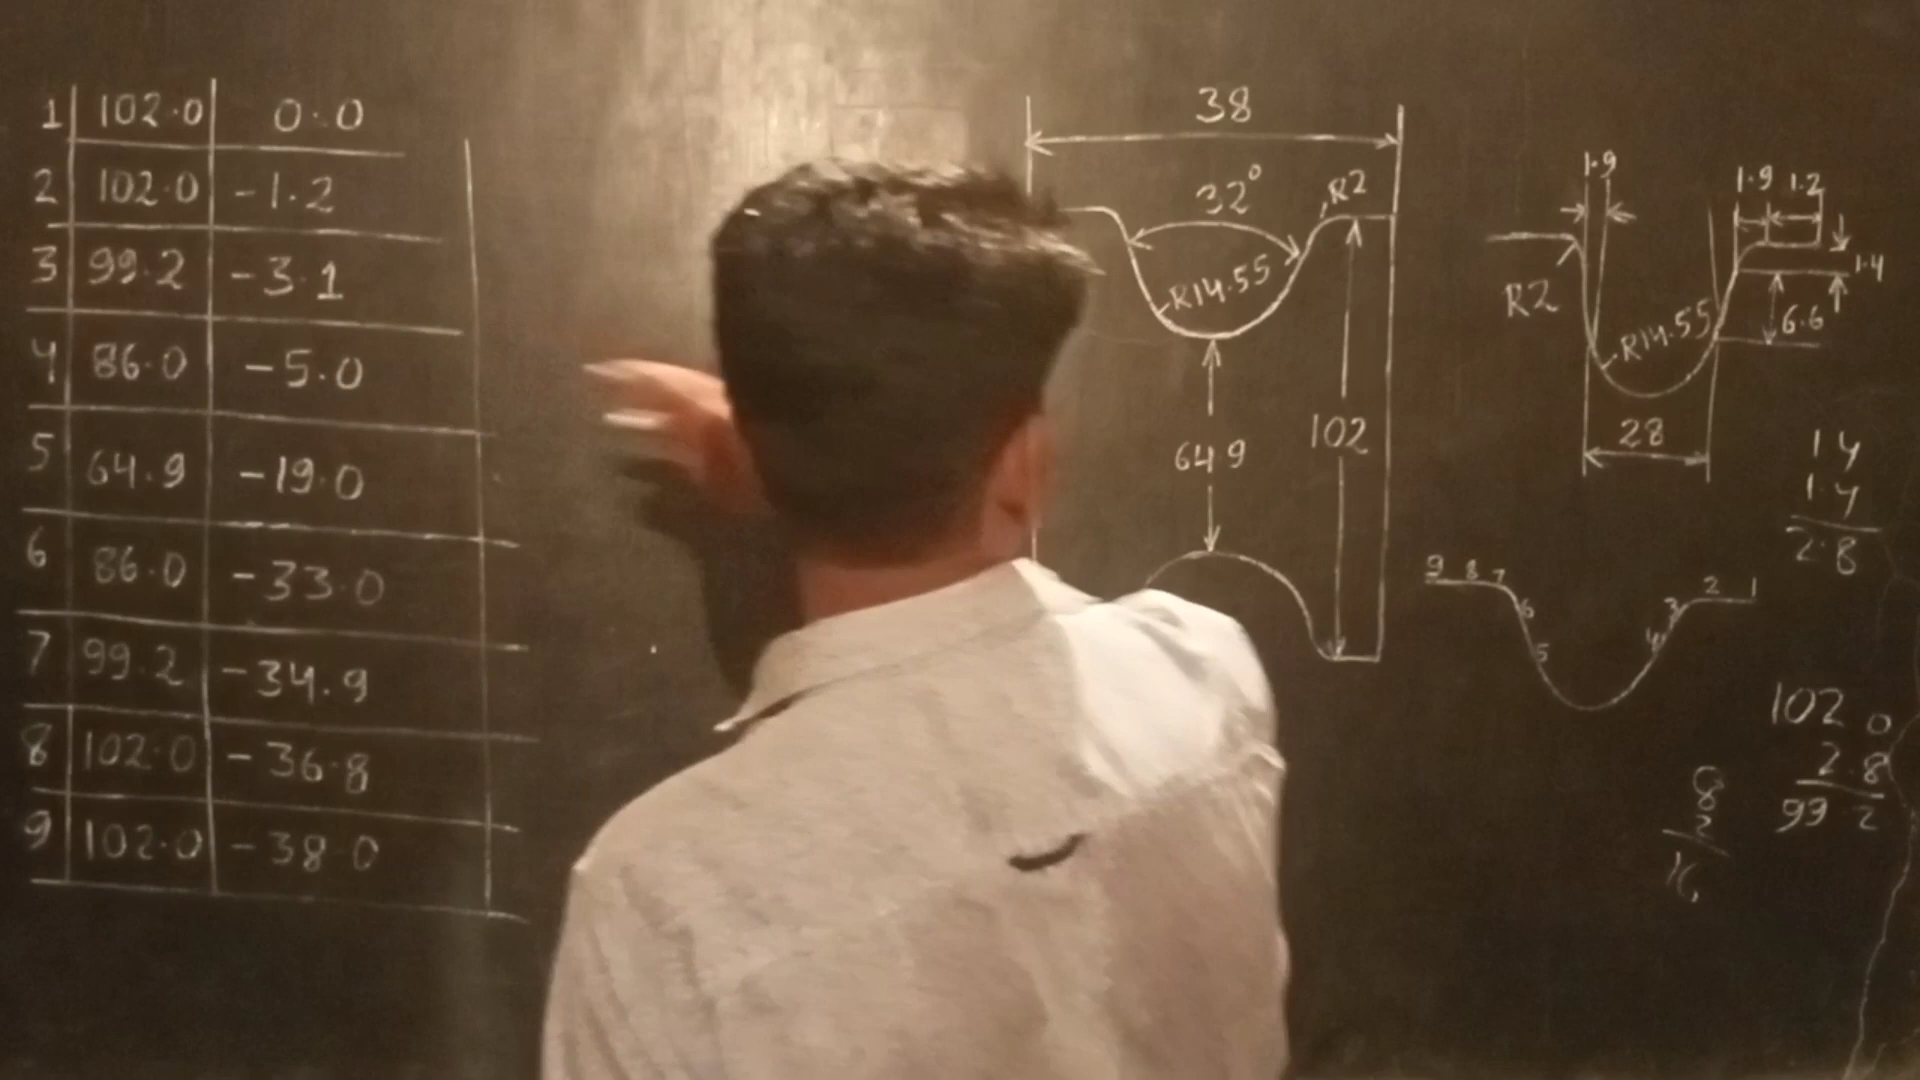 1 102.0 0.0
2 102.0 -1.2
3 99.2 -3.1
4 86.0 -5.0
5 64.9 -19.0
6 86.0 -33.0
7 99.2 -34.9
8 102.0 -36.8
9 102.0 -38.0
38
32° R2
R14.55
64.9
102
1.9
1.9 1.2
1.4
R2
R14.55
6.6
28
1.4
1.4
2.8
9 8 7 6 5 4 3 2 1
102.0
2.8
99.2
8
2
16